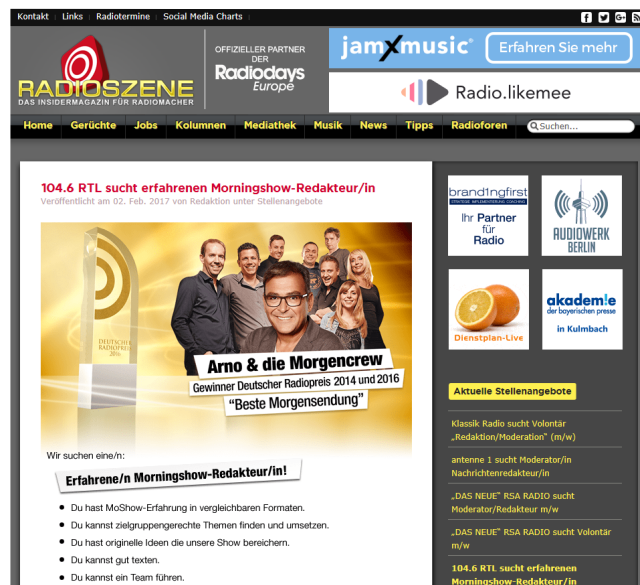 Kontakt Links Radiotermine Social Media Charts
RADIOSZENE
DAS INSIDERMAGAZIN FÜR RADIOMACHER
OFFIZIELLER PARTNER
DER
Radiodays
Europe
jamxmusic® Erfahren Sie mehr
Radio.likemee
Home Gerüchte Jobs Kolumnen Mediathek Musik News Tipps Radioforen Suchen...
104.6 RTL sucht erfahrenen Morningshow-Redakteur/in
Veröffentlicht am 02. Feb. 2017 von Redaktion unter Stellenangebote
DEUTSCHER
RADIOPREIS
2016
Arno & die Morgencrew
Gewinner Deutscher Radiopreis 2014 und 2016
"Beste Morgensendung"
Wir suchen eine/n:
Erfahrene/n Morningshow-Redakteur/in!
Du hast MoShow-Erfahrung in vergleichbaren Formaten.
Du kannst zielgruppengerechte Themen finden und umsetzen.
Du hast originelle Ideen die unsere Show bereichern.
Du kannst gut texten.
Du kannst ein Team führen.
brand1ngfirst
STRATEGIE IMPLEMENTIERUNG COACHING
Ihr Partner
für
Radio
AUDIOWERK
BERLIN
Dienstplan-Live
akadem!e
der bayerischen presse
in Kulmbach
Aktuelle Stellenangebote
Klassik Radio sucht Volontär
„Redaktion/Moderation" (m/w)
antenne 1 sucht Moderator/in
Nachrichtenredakteur/in
„DAS NEUE" RSA RADIO sucht
Moderator/Redakteur m/w
„DAS NEUE" RSA RADIO sucht Volontär
m/w
104.6 RTL sucht erfahrenen
Morningshow-Redakteur/in